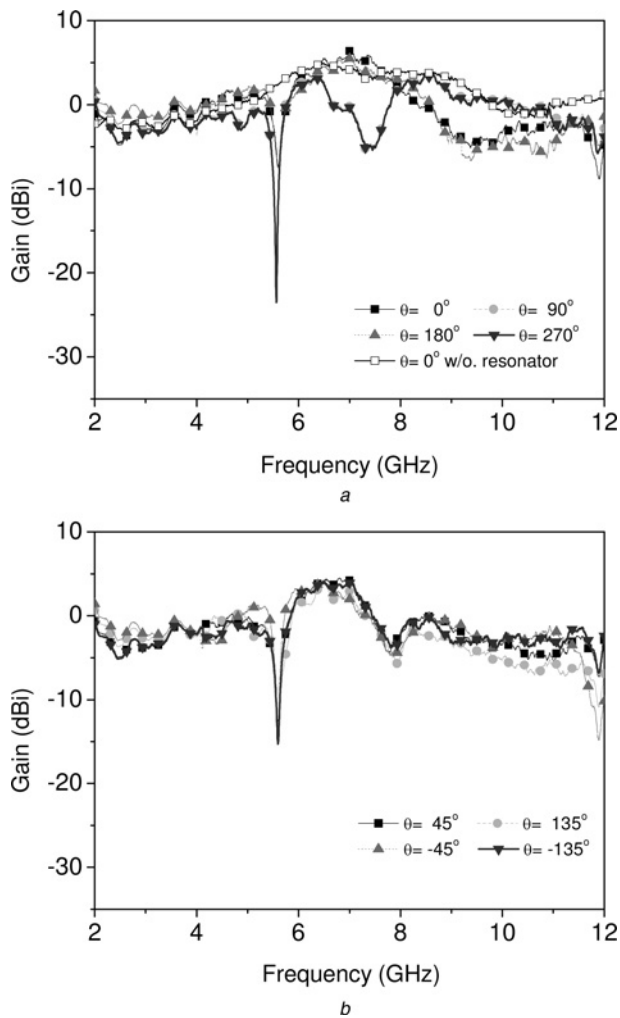 10
0
-10
-20
-30
Gain (dBi)
θ= 0° θ= 90°
θ= 180° θ= 270°
θ= 0° w/o. resonator
2 4 6 8 10 12
Frequency (GHz)
a
10
0
-10
-20
-30
Gain (dBi)
θ= 45° θ= 135°
θ= -45° θ= -135°
2 4 6 8 10 12
Frequency (GHz)
b